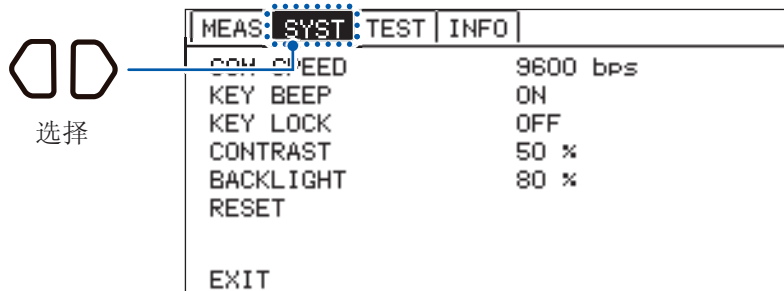 MEAS SYST TEST INFO
COM SPEED 9600 bps
KEY BEEP ON
选择
KEY LOCK OFF
CONTRAST 50 %
BACKLIGHT 80 %
RESET
EXIT